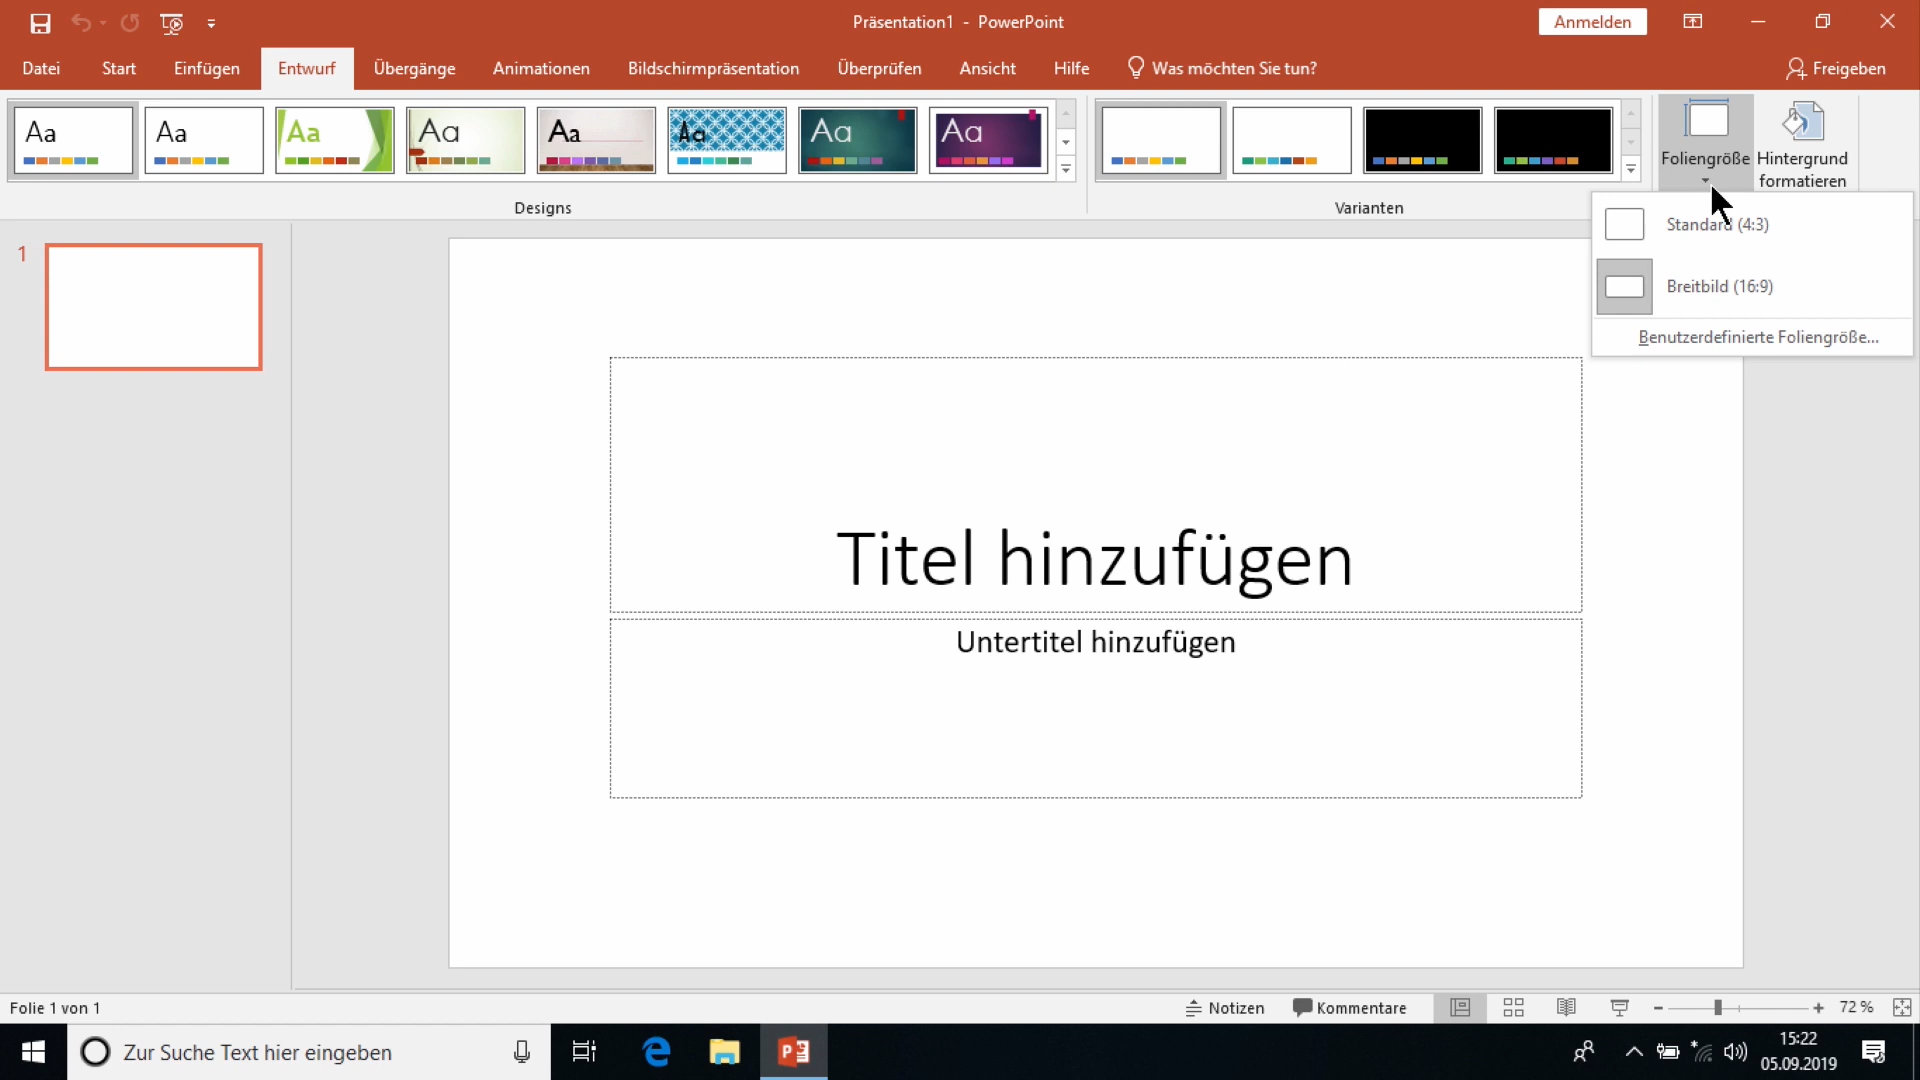 Präsentation1 - PowerPoint
Anmelden
Datei Start Einfügen Entwurf Übergänge Animationen Bildschirmpräsentation Überprüfen Ansicht Hilfe Was möchten Sie tun? Freigeben
Aa Aa Aa Aa Aa Aa Aa Aa
Foliengröße Hintergrund
formatieren
Designs Varianten
Standard (4:3)
Breitbild (16:9)
Benutzerdefinierte Foliengröße...
1
Titel hinzufügen
Untertitel hinzufügen
Folie 1 von 1 Notizen Kommentare 72 %
Zur Suche Text hier eingeben
15:22
05.09.2019